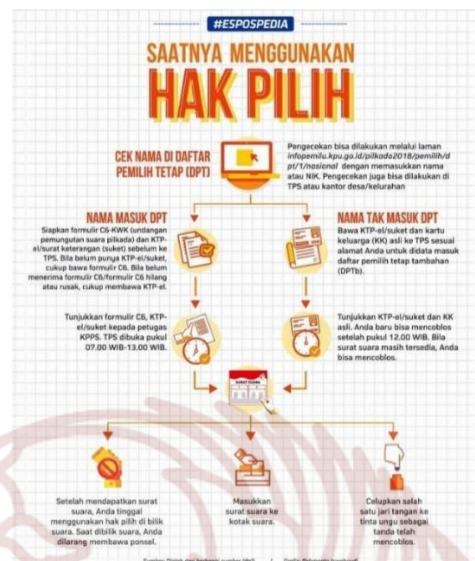 #ESPOSPEDIA
SAATNYA MENGGUNAKAN
HAK PILIH
CEK NAMA DI DAFTAR
PEMILIH TETAP (DPT)
Pengecekan bisa dilakukan melalui laman
infopemilu.kpu.go.id/pilkada2018/pemilih/d
pt/1/nasional dengan memasukkan nama
atau NIK. Pengecekan juga bisa dilakukan di
TPS atau kantor desa/kelurahan
NAMA MASUK DPT
Siapkan formulir C6-KWK (undangan
pemungutan suara pilkada) dan KTP-
el/surat keterangan (suket) sebelum ke
TPS. Bila belum punya KTP-el/suket,
cukup bawa formulir C6. Bila belum
menerima formulir C6/formulir C6 hilang
atau rusak, cukup membawa KTP-el.
NAMA TAK MASUK DPT
Bawa KTP-el/suket dan kartu
keluarga (KK) asli ke TPS sesuai
alamat Anda untuk didata masuk
daftar pemilih tetap tambahan
(DPTb).
Tunjukkan formulir C6, KTP-
el/suket kepada petugas
KPPS. TPS dibuka pukul
07.00 WIB-13.00 WIB.
Tunjukkan KTP-el/suket dan KK
asli. Anda baru bisa mencoblos
setelah pukul 12.00 WIB. Bila
surat suara masih tersedia, Anda
bisa mencoblos.
SURAT SUARA
Setelah mendapatkan surat
suara, Anda tinggal
menggunakan hak pilih di bilik
suara. Saat dibilik suara, Anda
dilarang membawa ponsel.
Masukkan
surat suara ke
kotak suara.
Celupkan salah
satu jari tangan ke
tinta ungu sebagai
tanda telah
mencoblos.